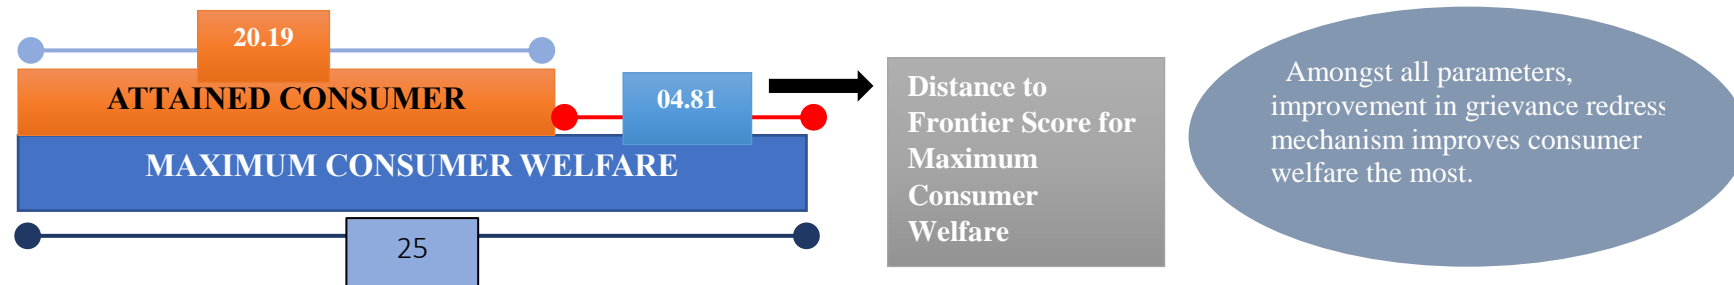 20.19
ATTAINED CONSUMER
04.81
MAXIMUM CONSUMER WELFARE
25
Distance to
Frontier Score for
Maximum
Consumer
Welfare
Amongst all parameters,
improvement in grievance redress
mechanism improves consumer
welfare the most.